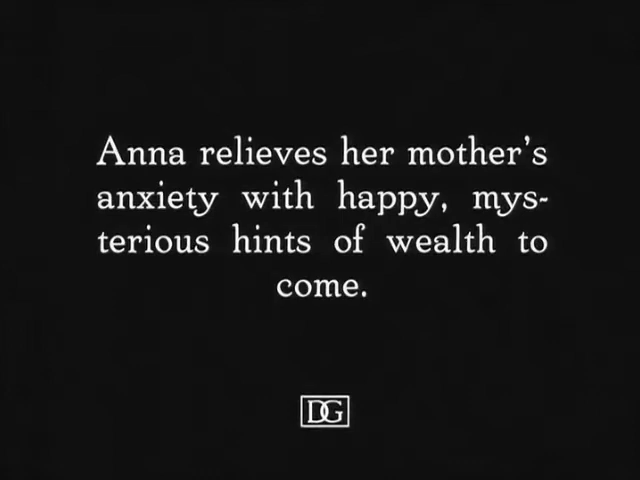 Anna relieves her mother's
anxiety with happy, mys-
terious hints of wealth to
come.
DG